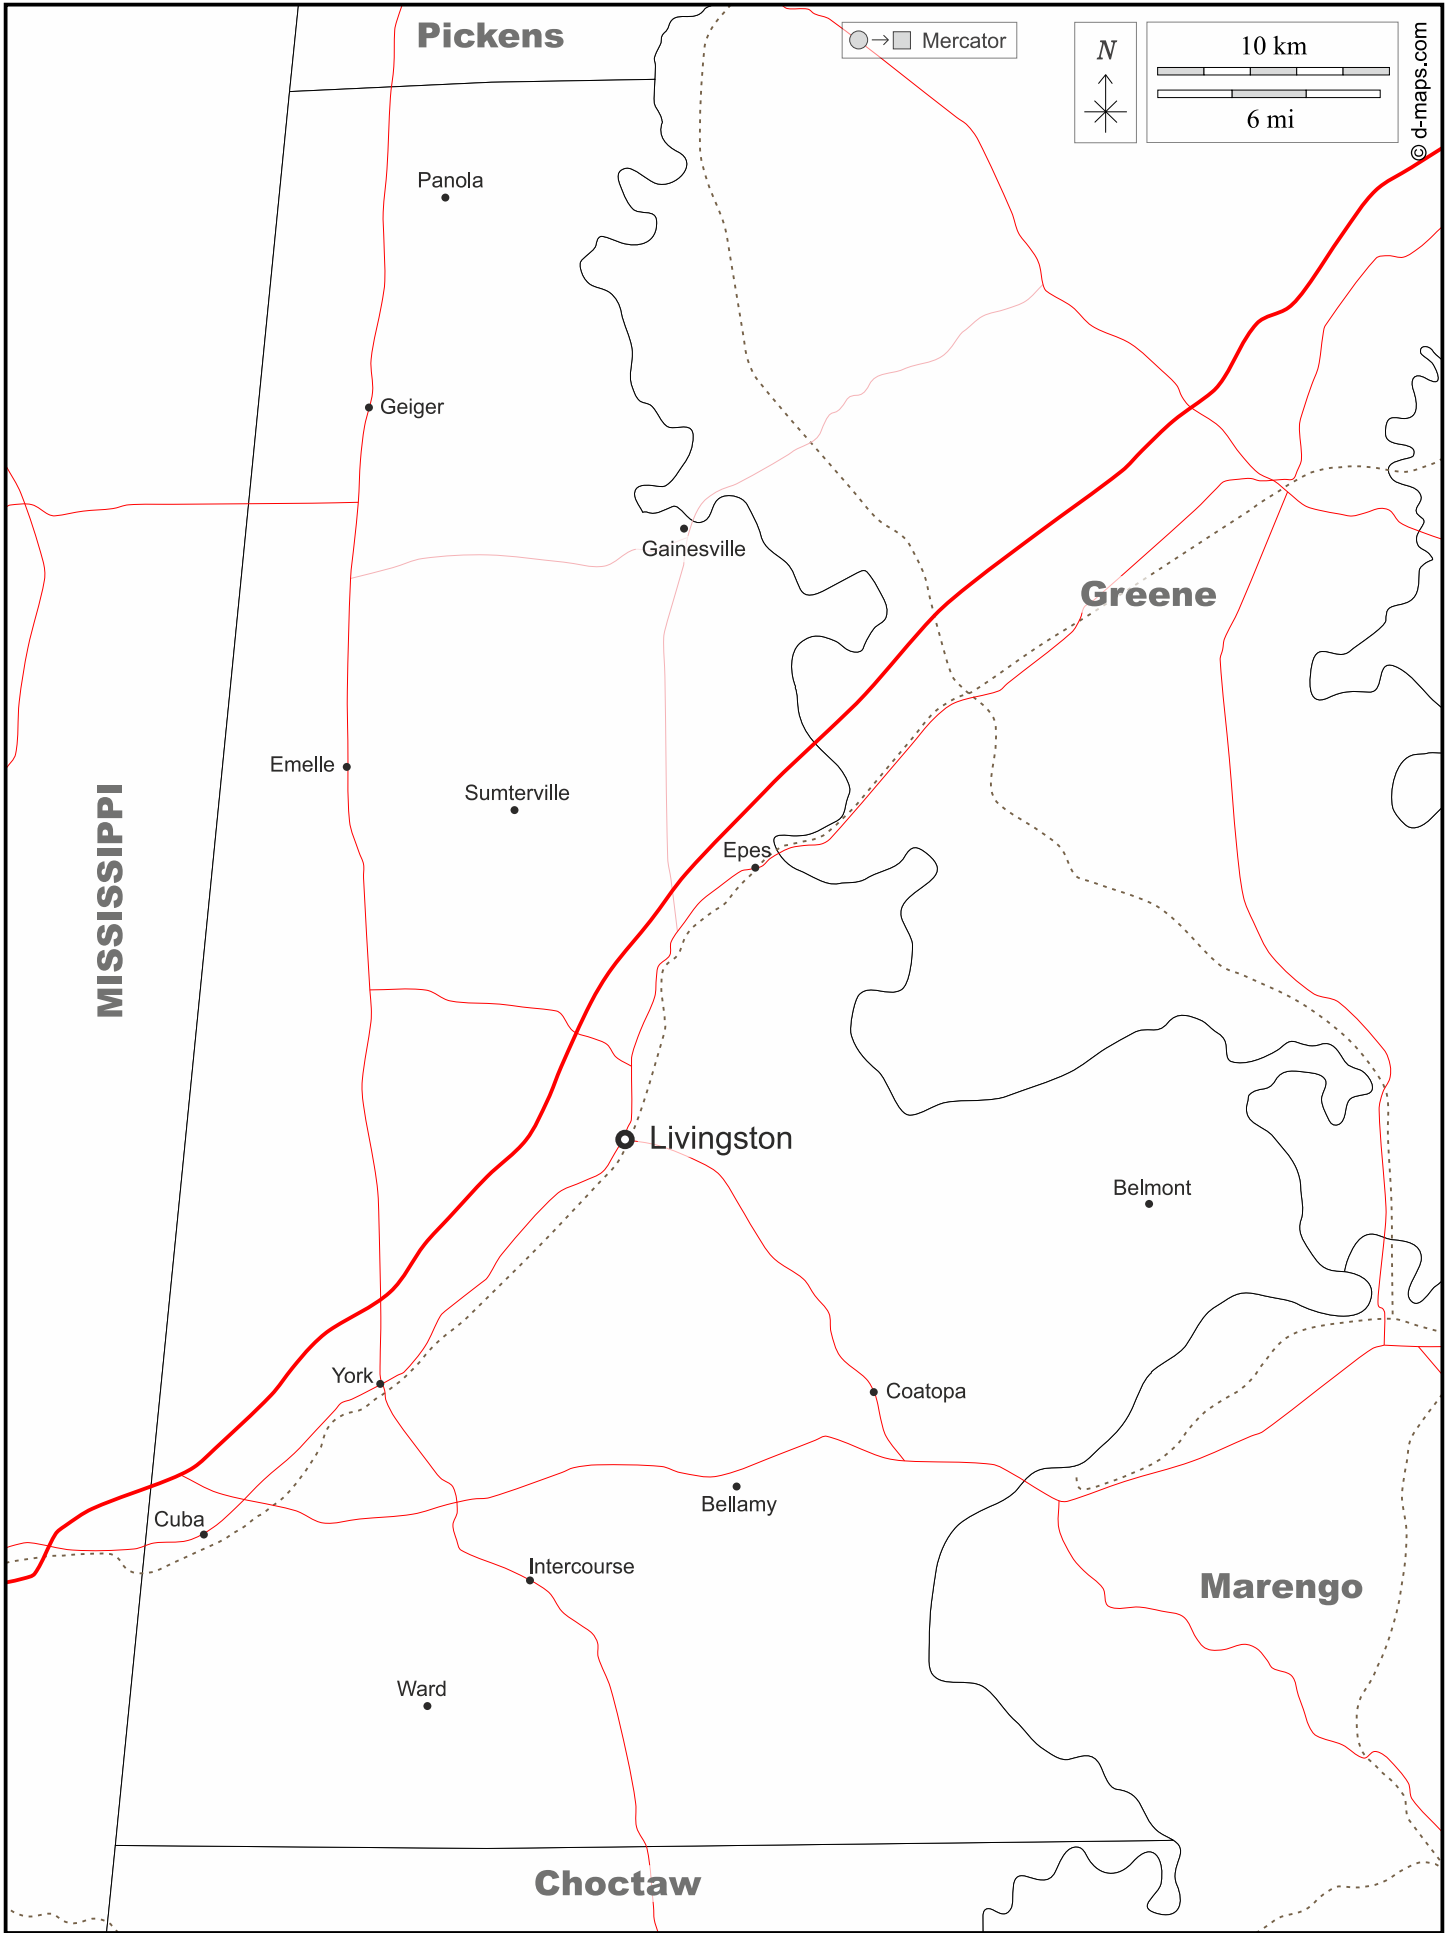 Pickens
Mercator
N
10 km
6 mi
© d-maps.com
Panola
Geiger
Gainesville
Greene
Emelle
Sumterville
MISSISSIPPI
Epes
Livingston
Belmont
York
Coatopa
Bellamy
Cuba
Intercourse
Marengo
Ward
Choctaw